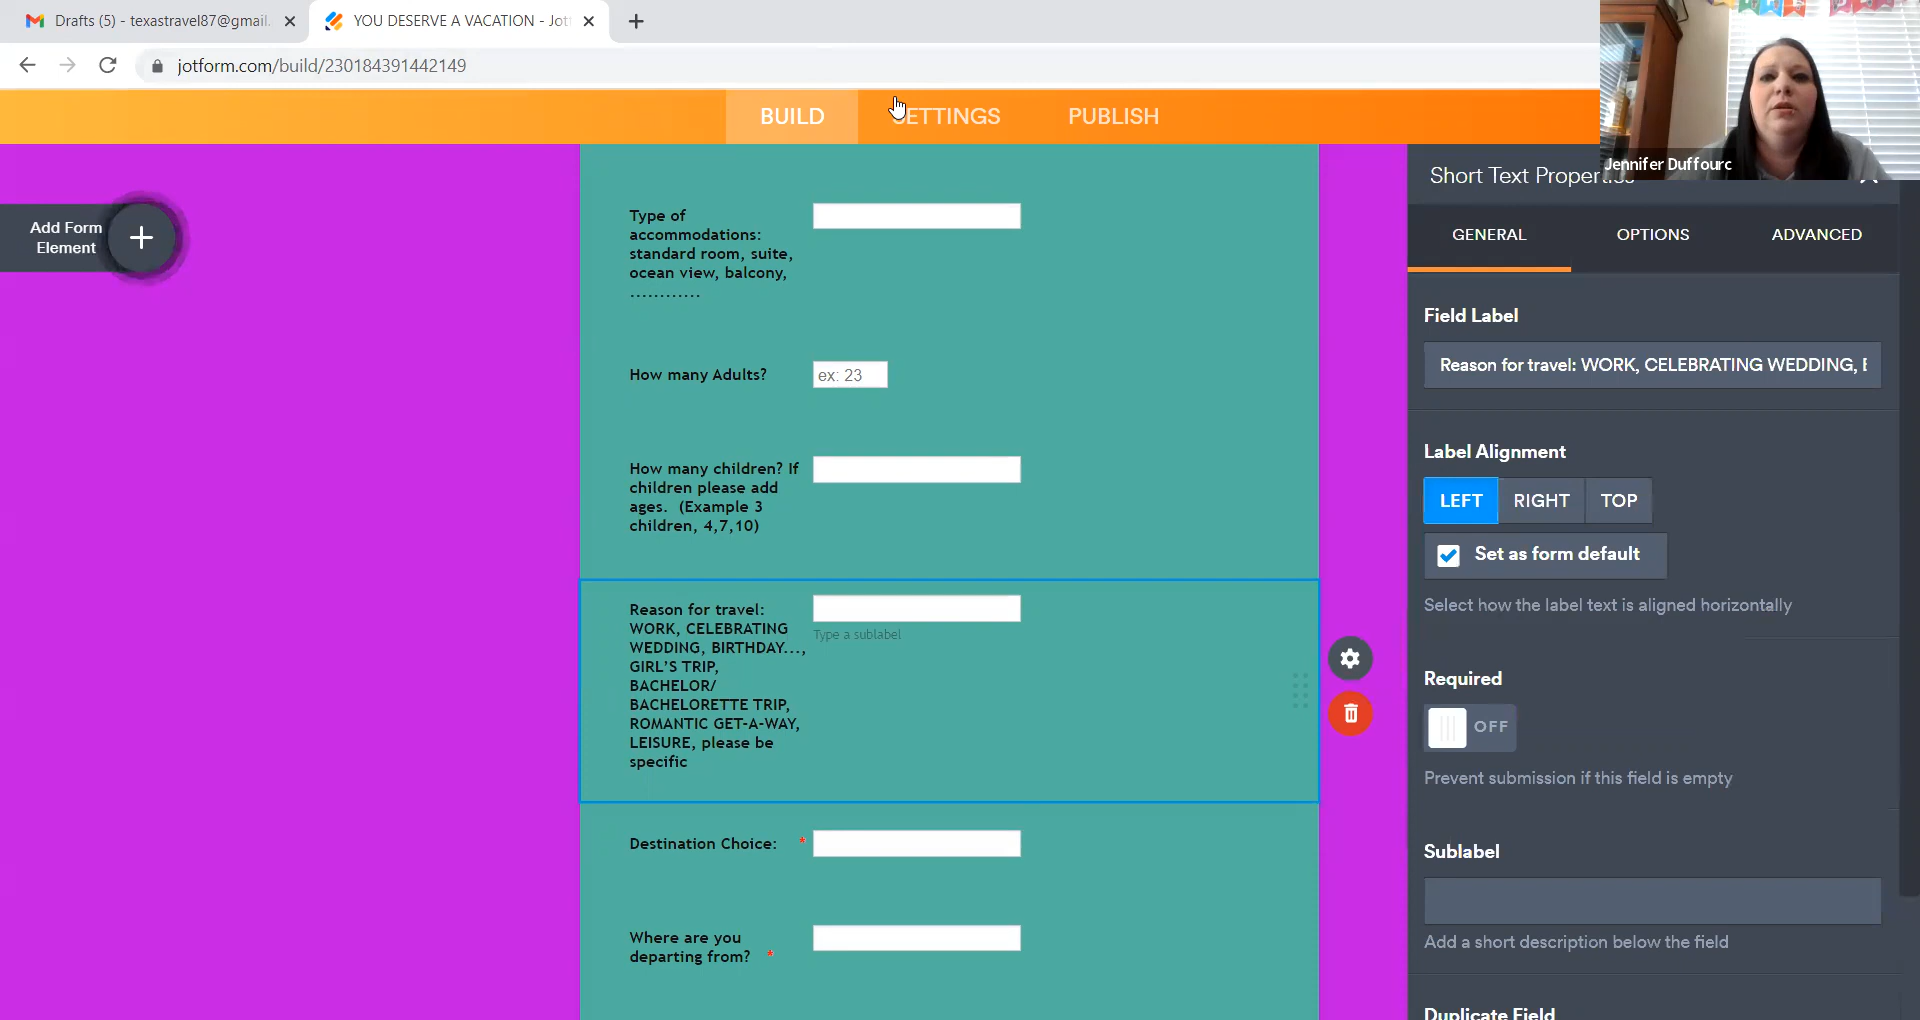 Drafts (5) - texastravel87@gmail.
YOU DESERVE A VACATION - Jot
jotform.com/build/230184391442149
BUILD
SETTINGS
PUBLISH
Jennifer Duffourc
Add Form
Element
Type of
accommodations:
standard room, suite,
ocean view, balcony,
............
How many Adults?
ex: 23
How many children? If
children please add
ages. (Example 3
children, 4,7,10)
Reason for travel:
WORK, CELEBRATING
WEDDING, BIRTHDAY...,
GIRL'S TRIP,
BACHELOR/
BACHELORETTE TRIP,
ROMANTIC GET-A-WAY,
LEISURE, please be
specific
Type a sublabel
Destination Choice: *
Where are you
departing from? *
Short Text Properties
GENERAL
OPTIONS
ADVANCED
Field Label
Reason for travel: WORK, CELEBRATING WEDDING, E
Label Alignment
LEFT
RIGHT
TOP
Set as form default
Select how the label text is aligned horizontally
Required
OFF
Prevent submission if this field is empty
Sublabel
Add a short description below the field
Duplicate Field